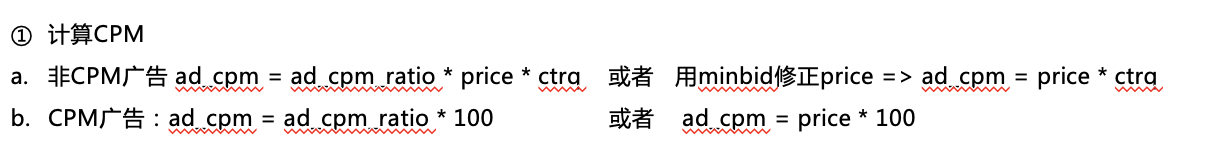 ① 计算CPM
a. 非CPM广告 ad_cpm = ad_cpm_ratio * price * ctrq 或者 用minbid修正price => ad_cpm = price * ctrq
b. CPM广告：ad_cpm = ad_cpm_ratio * 100 或者 ad_cpm = price * 100